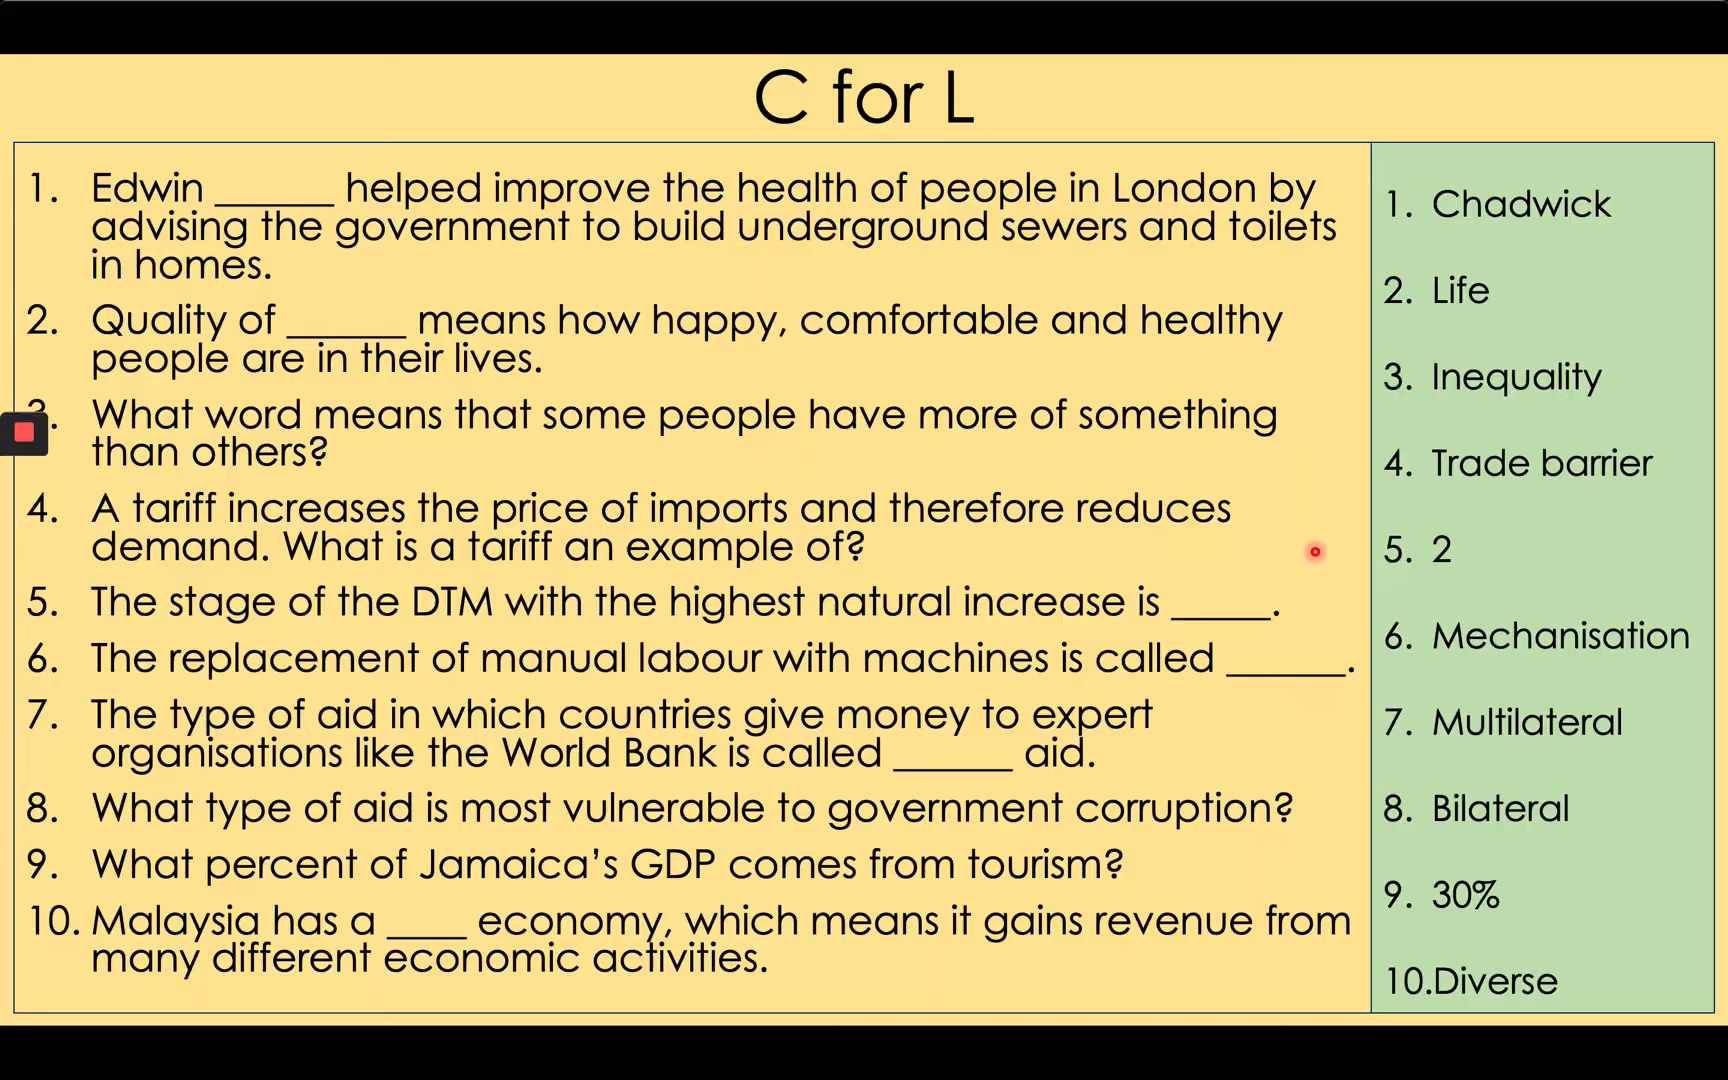 C for L
1. Edwin ______ helped improve the health of people in London by
advising the government to build underground sewers and toilets
in homes.
2. Quality of ______ means how happy, comfortable and healthy
people are in their lives.
3. What word means that some people have more of something
than others?
4. A tariff increases the price of imports and therefore reduces
demand. What is a tariff an example of?
5. The stage of the DTM with the highest natural increase is _____.
6. The replacement of manual labour with machines is called ______.
7. The type of aid in which countries give money to expert
organisations like the World Bank is called ______ aid.
8. What type of aid is most vulnerable to government corruption?
9. What percent of Jamaica’s GDP comes from tourism?
10. Malaysia has a ____ economy, which means it gains revenue from
many different economic activities.
1. Chadwick
2. Life
3. Inequality
4. Trade barrier
5. 2
6. Mechanisation
7. Multilateral
8. Bilateral
9. 30%
10.Diverse